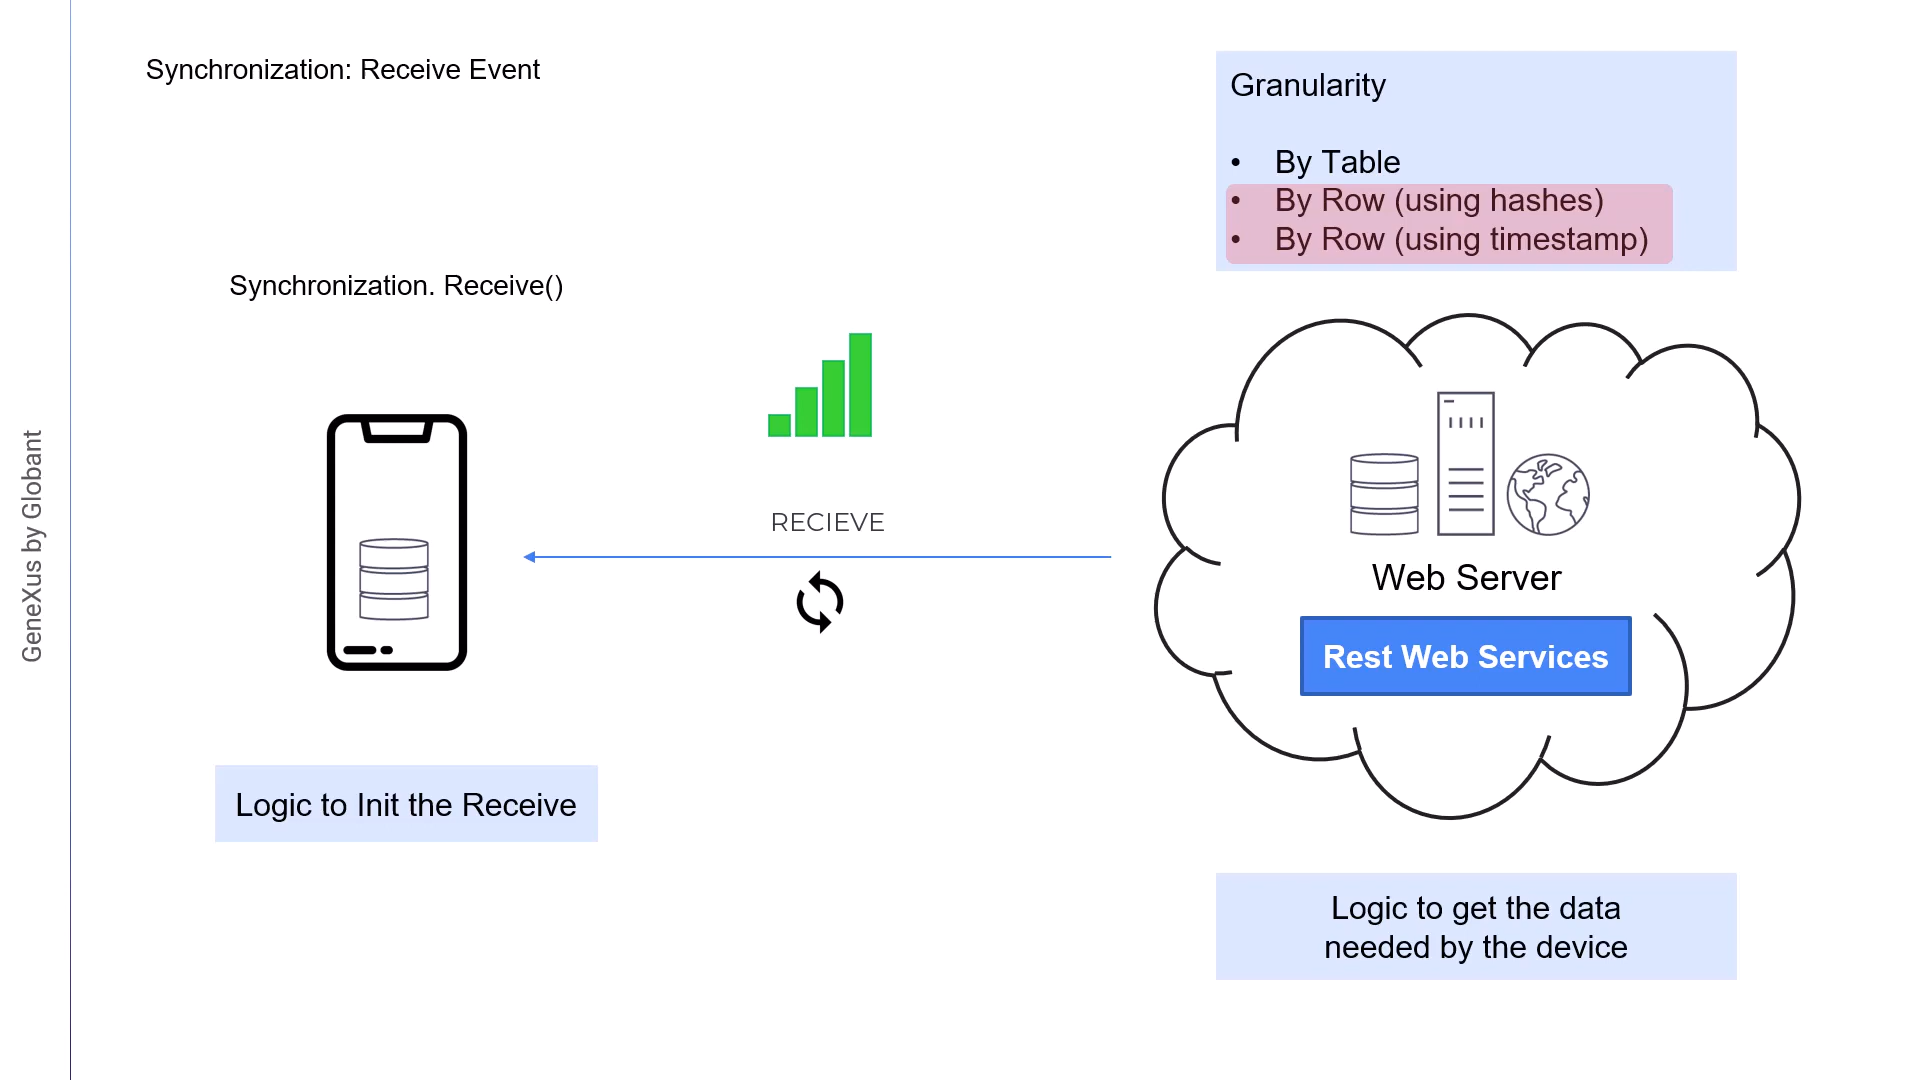 Synchronization: Receive Event
Granularity
• By Table
• By Row (using hashes)
• By Row (using timestamp)
Synchronization. Receive()
RECIEVE
Web Server
Rest Web Services
Logic to Init the Receive
Logic to get the data
needed by the device
GeneXus by Globant